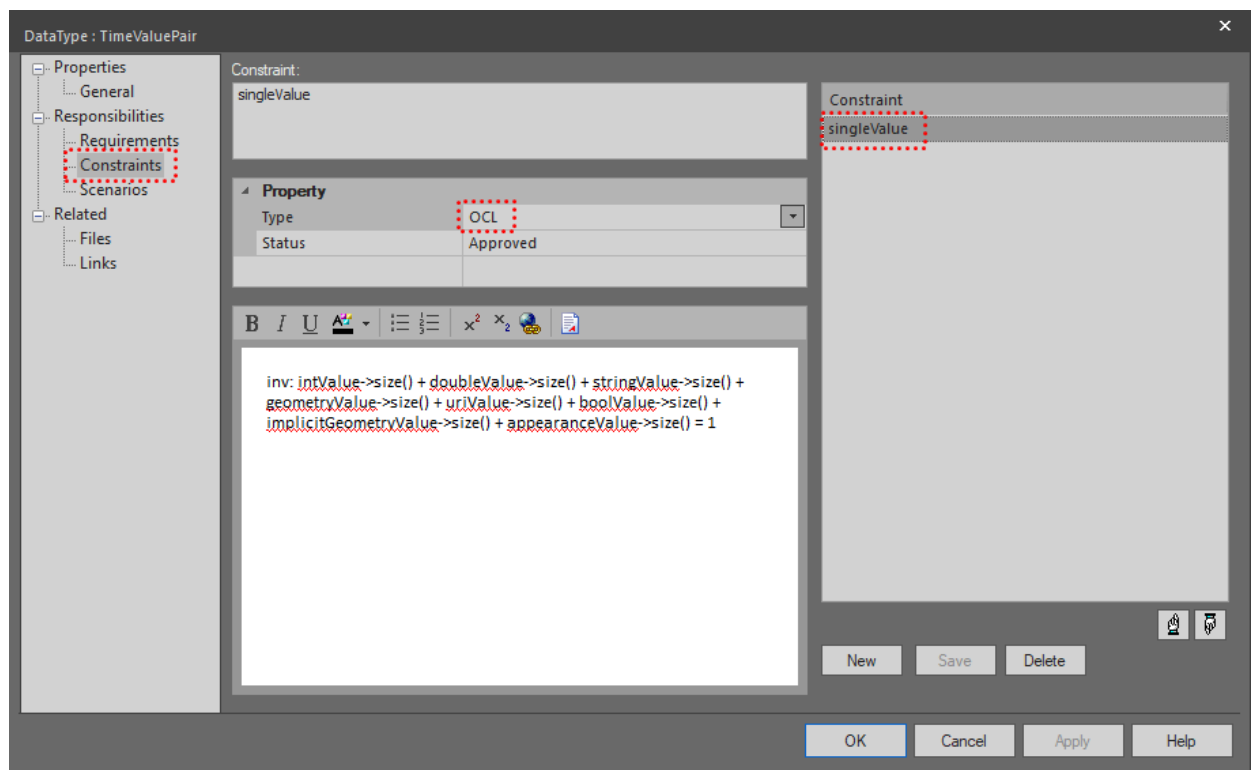 DataType : TimeValuePair
Properties
General
Responsibilities
Requirements
Constraints
Scenarios
Related
Files
Links
Constraint:
singleValue
Property
Type OCL
Status Approved
B I U A x² ×₂
inv: intValue->size() + doubleValue->size() + stringValue->size() +
geometryValue->size() + uriValue->size() + boolValue->size() +
implicitGeometryValue->size() + appearanceValue->size() = 1
Constraint
singleValue
New Save Delete
OK Cancel Apply Help